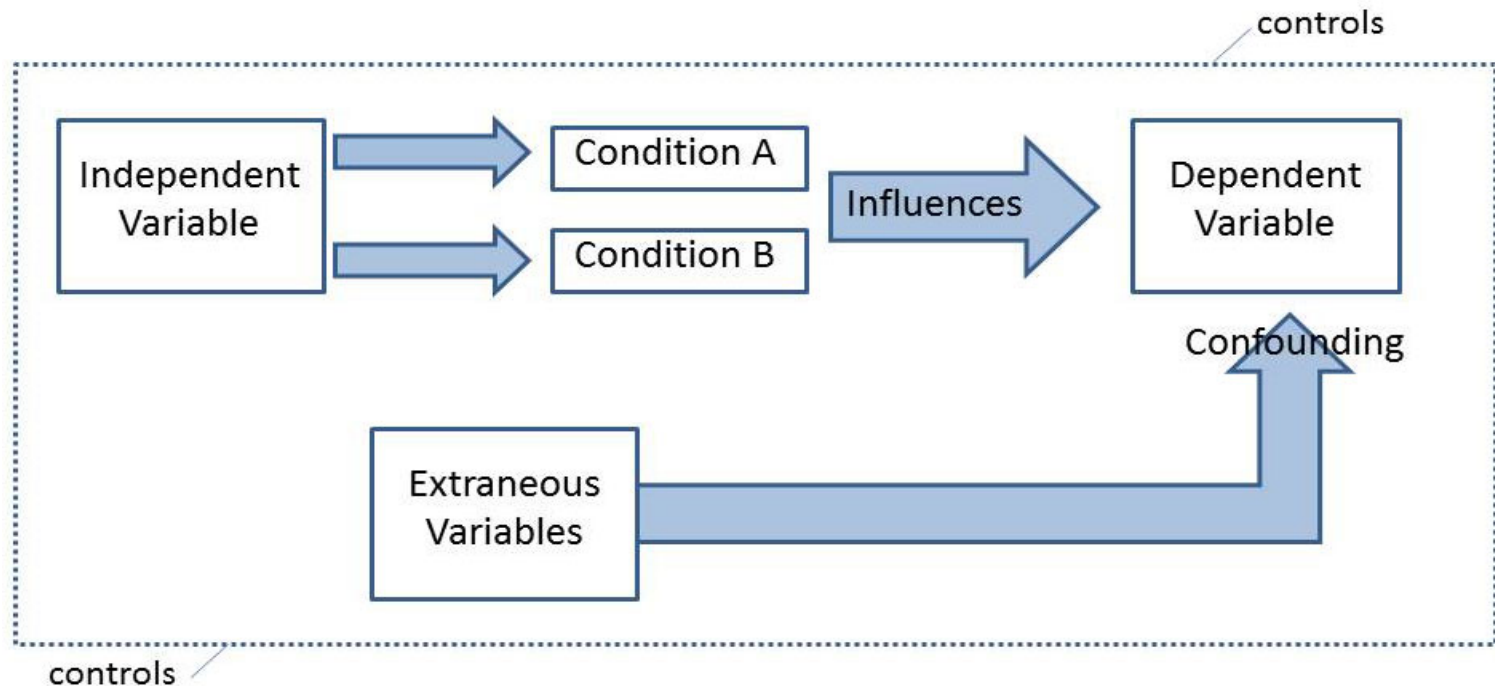 controls
Independent
Variable
Condition A
Condition B
Influences
Dependent
Variable
Confounding
Extraneous
Variables
controls